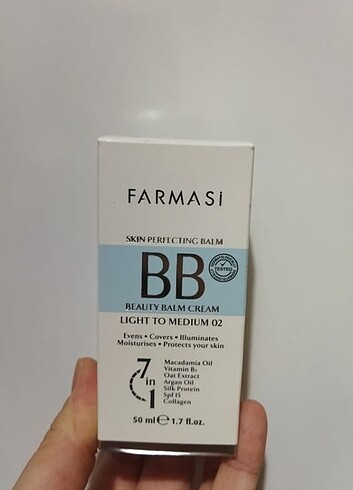 FARMASi
SKIN PERFECTING BALM
BB
TESTED
BEAUTY BALM CREAM
LIGHT TO MEDIUM 02
Evens • Covers • Illuminates
Moisturises • Protects your skin
7 in 1
Macadamia Oil
Vitamin B3
Oat Extract
Argan Oil
Silk Protein
Spf 15
Collagen
50 ml ℮ 1.7 fl.oz.